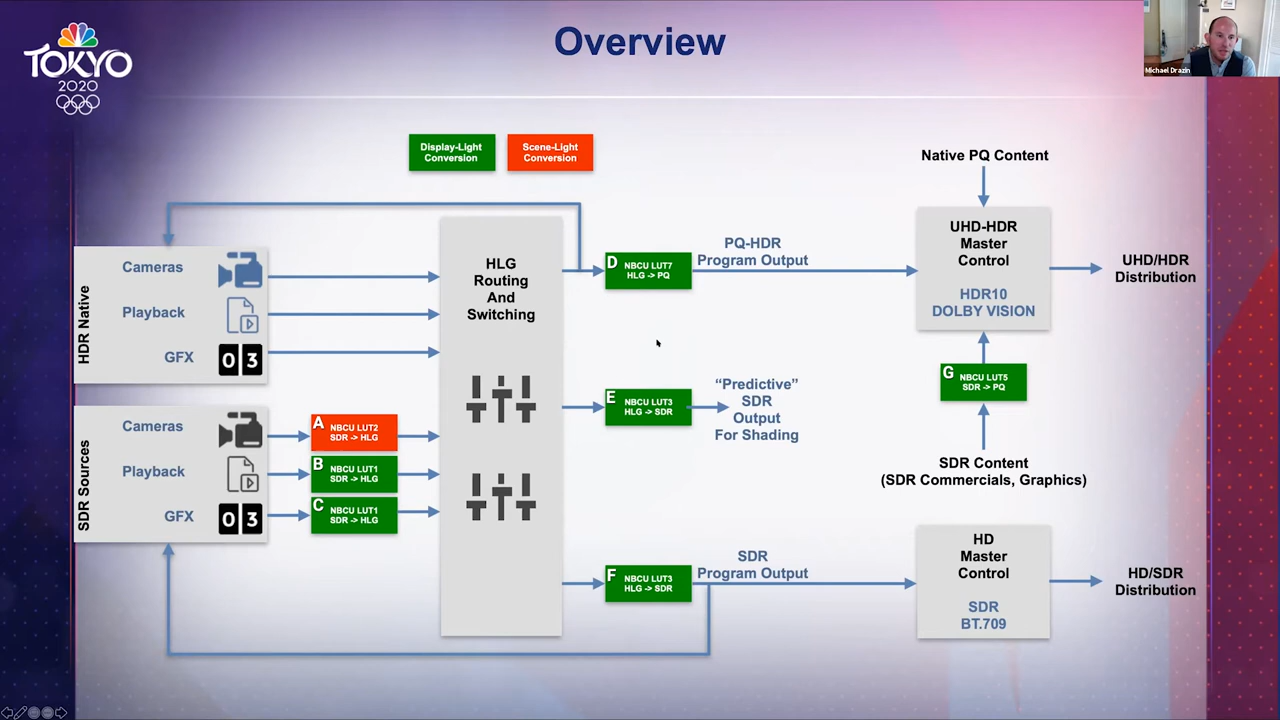 Overview
TOKYO
2020
Michael Drazin
Display-Light
Conversion
Scene-Light
Conversion
HDR Native
Cameras
Playback
GFX
03
SDR Sources
Cameras
Playback
GFX
03
A
NBCU LUT2
SDR -> HLG
B
NBCU LUT1
SDR -> HLG
C
NBCU LUT1
SDR -> HLG
HLG
Routing
And
Switching
D
NBCU LUT7
HLG -> PQ
PQ-HDR
Program Output
E
NBCU LUT3
HLG -> SDR
“Predictive”
SDR
Output
For Shading
F
NBCU LUT3
HLG -> SDR
SDR
Program Output
Native PQ Content
UHD-HDR
Master
Control
HDR10
DOLBY VISION
UHD/HDR
Distribution
G
NBCU LUT5
SDR -> PQ
SDR Content
(SDR Commercials, Graphics)
HD
Master
Control
SDR
BT.709
HD/SDR
Distribution